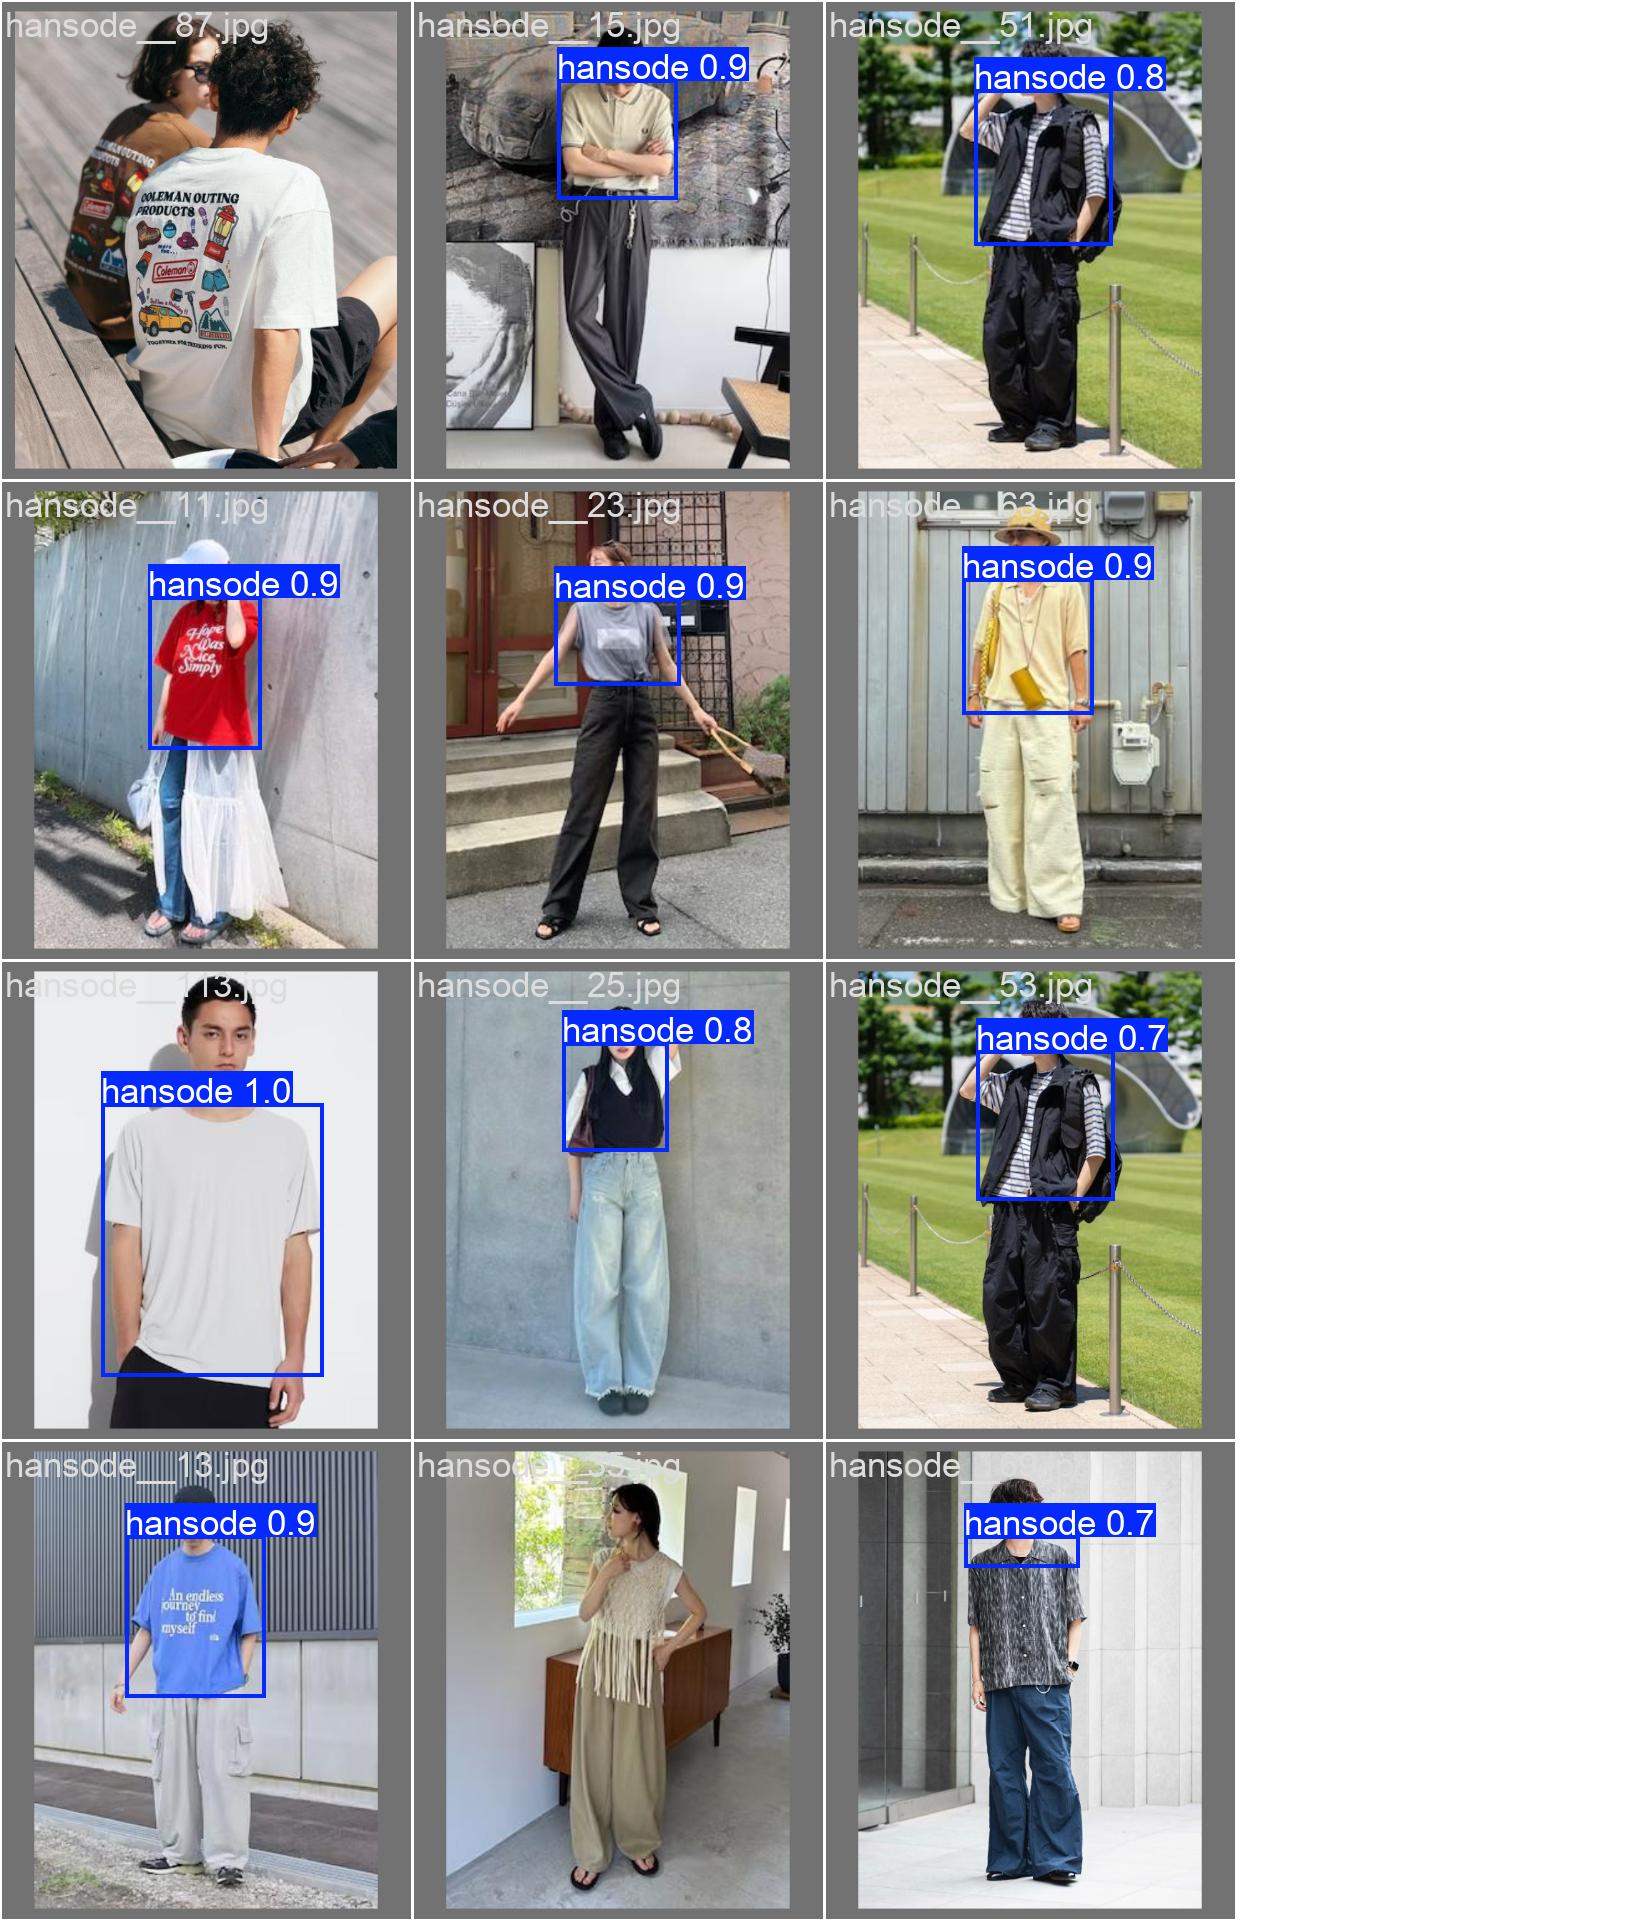 hansode__87.jpg
COLEMAN OUTING
PRODUCTS
Coleman
TOGETHER FOR
hansode__15.jpg
hansode 0.9
hansode__51.jpg
hansode 0.8
hansode__11.jpg
hansode 0.9
Hope
Was
Nice
Simply
hansode__23.jpg
hansode 0.9
hansode__63.jpg
hansode 0.9
hansode__113.jpg
hansode 1.0
hansode__25.jpg
hansode 0.8
hansode__53.jpg
hansode 0.7
hansode__13.jpg
hansode 0.9
An endless
journey
to find
myself
hansode__35.jpg
hansode__
hansode 0.7